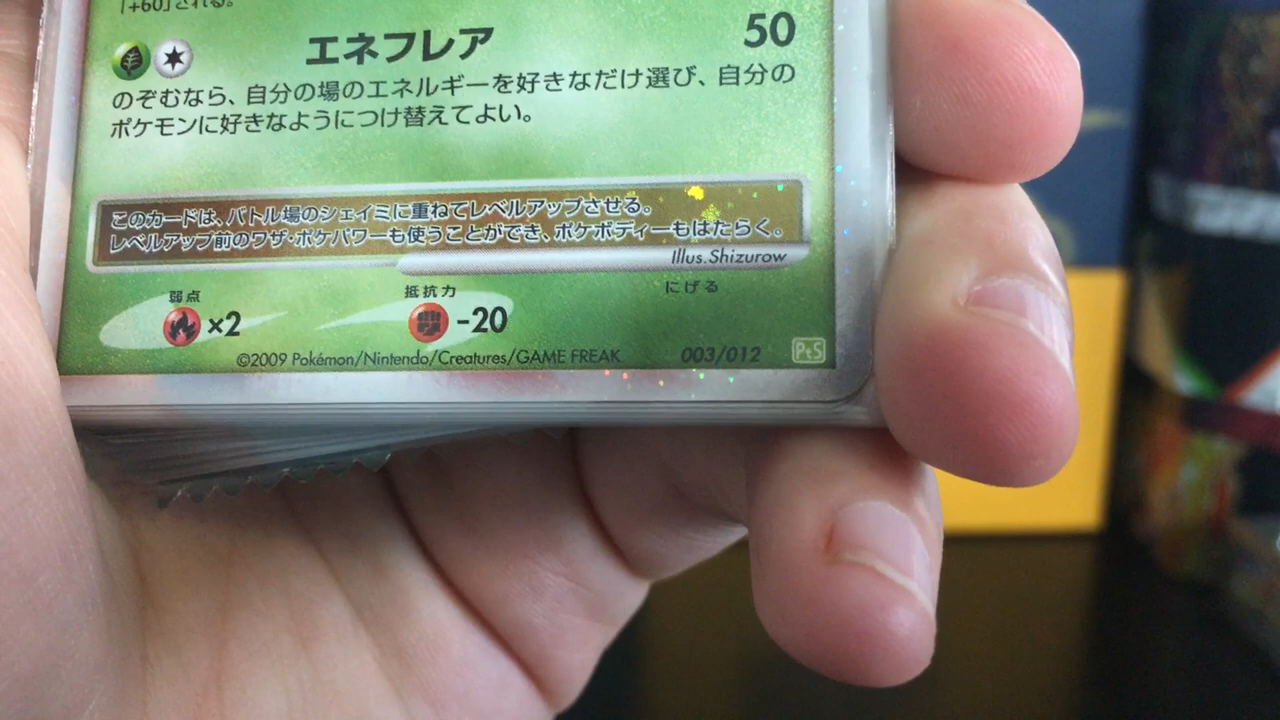 「+60」される。
エネフレア 50
のぞむなら、自分の場のエネルギーを好きなだけ選び、自分の
ポケモンに好きなようにつけ替えてよい。
このカードは、バトル場のシェイミに重ねてレベルアップさせる。
レベルアップ前のワザ・ポケパワーも使うことができ、ポケボディーもはたらく。
Illus.Shizurow
弱点 抵抗力 にげる
×2 -20
©2009 Pokémon/Nintendo/Creatures/GAME FREAK. 003/012 PtS